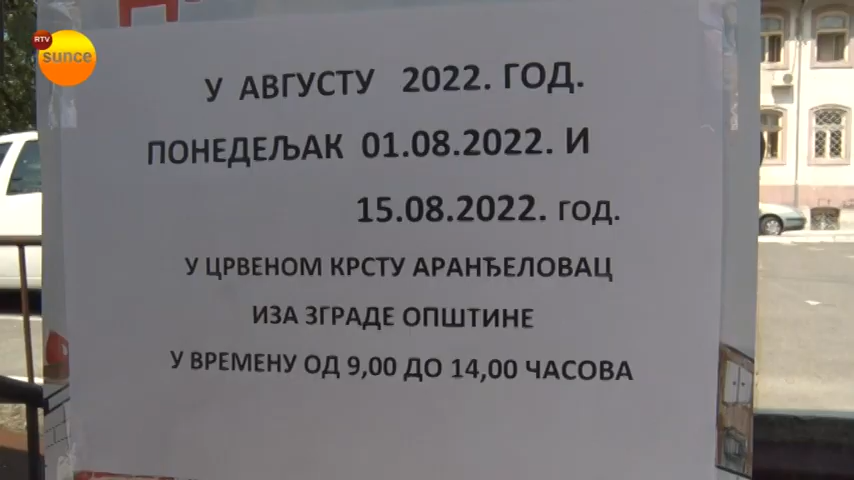 RTV
sunce
У АВГУСТУ 2022. ГОД.
ПОНЕДЕЉАК 01.08.2022. И
15.08.2022. ГОД.
У ЦРВЕНОМ КРСТУ АРАНЂЕЛОВАЦ
ИЗА ЗГРАДЕ ОПШТИНЕ
У ВРЕМЕНУ ОД 9,00 ДО 14,00 ЧАСОВА